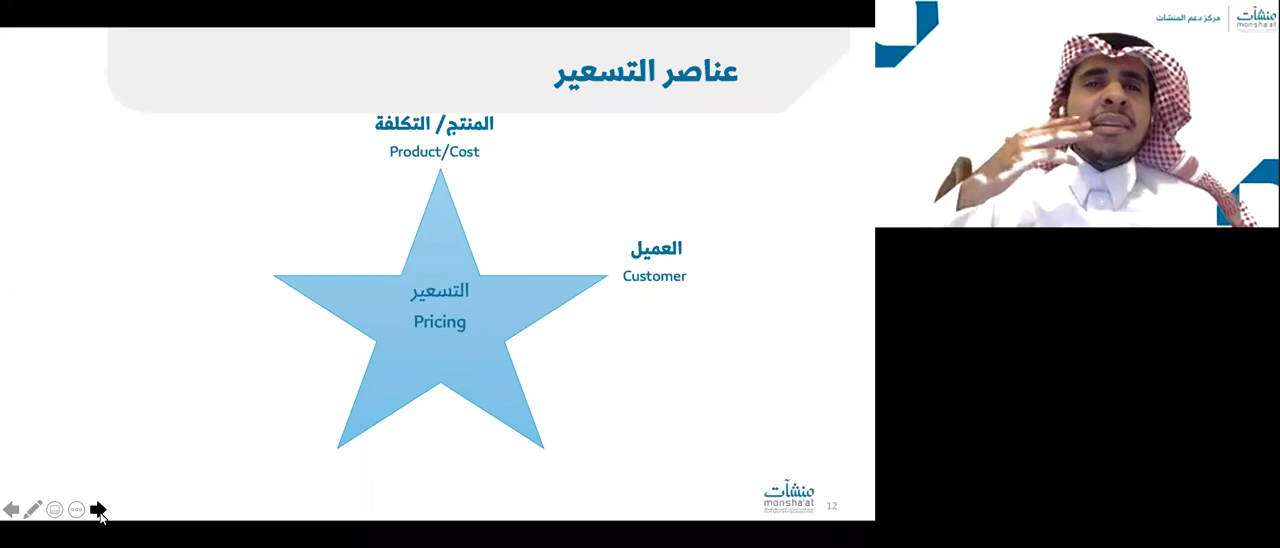 عناصر التسعير
المنتج/ التكلفة
Product/Cost
العميل
Customer
التسعير
Pricing
منشآت
monsha'at
12
مركز دعم المنشآت
منشآت
monsha'at